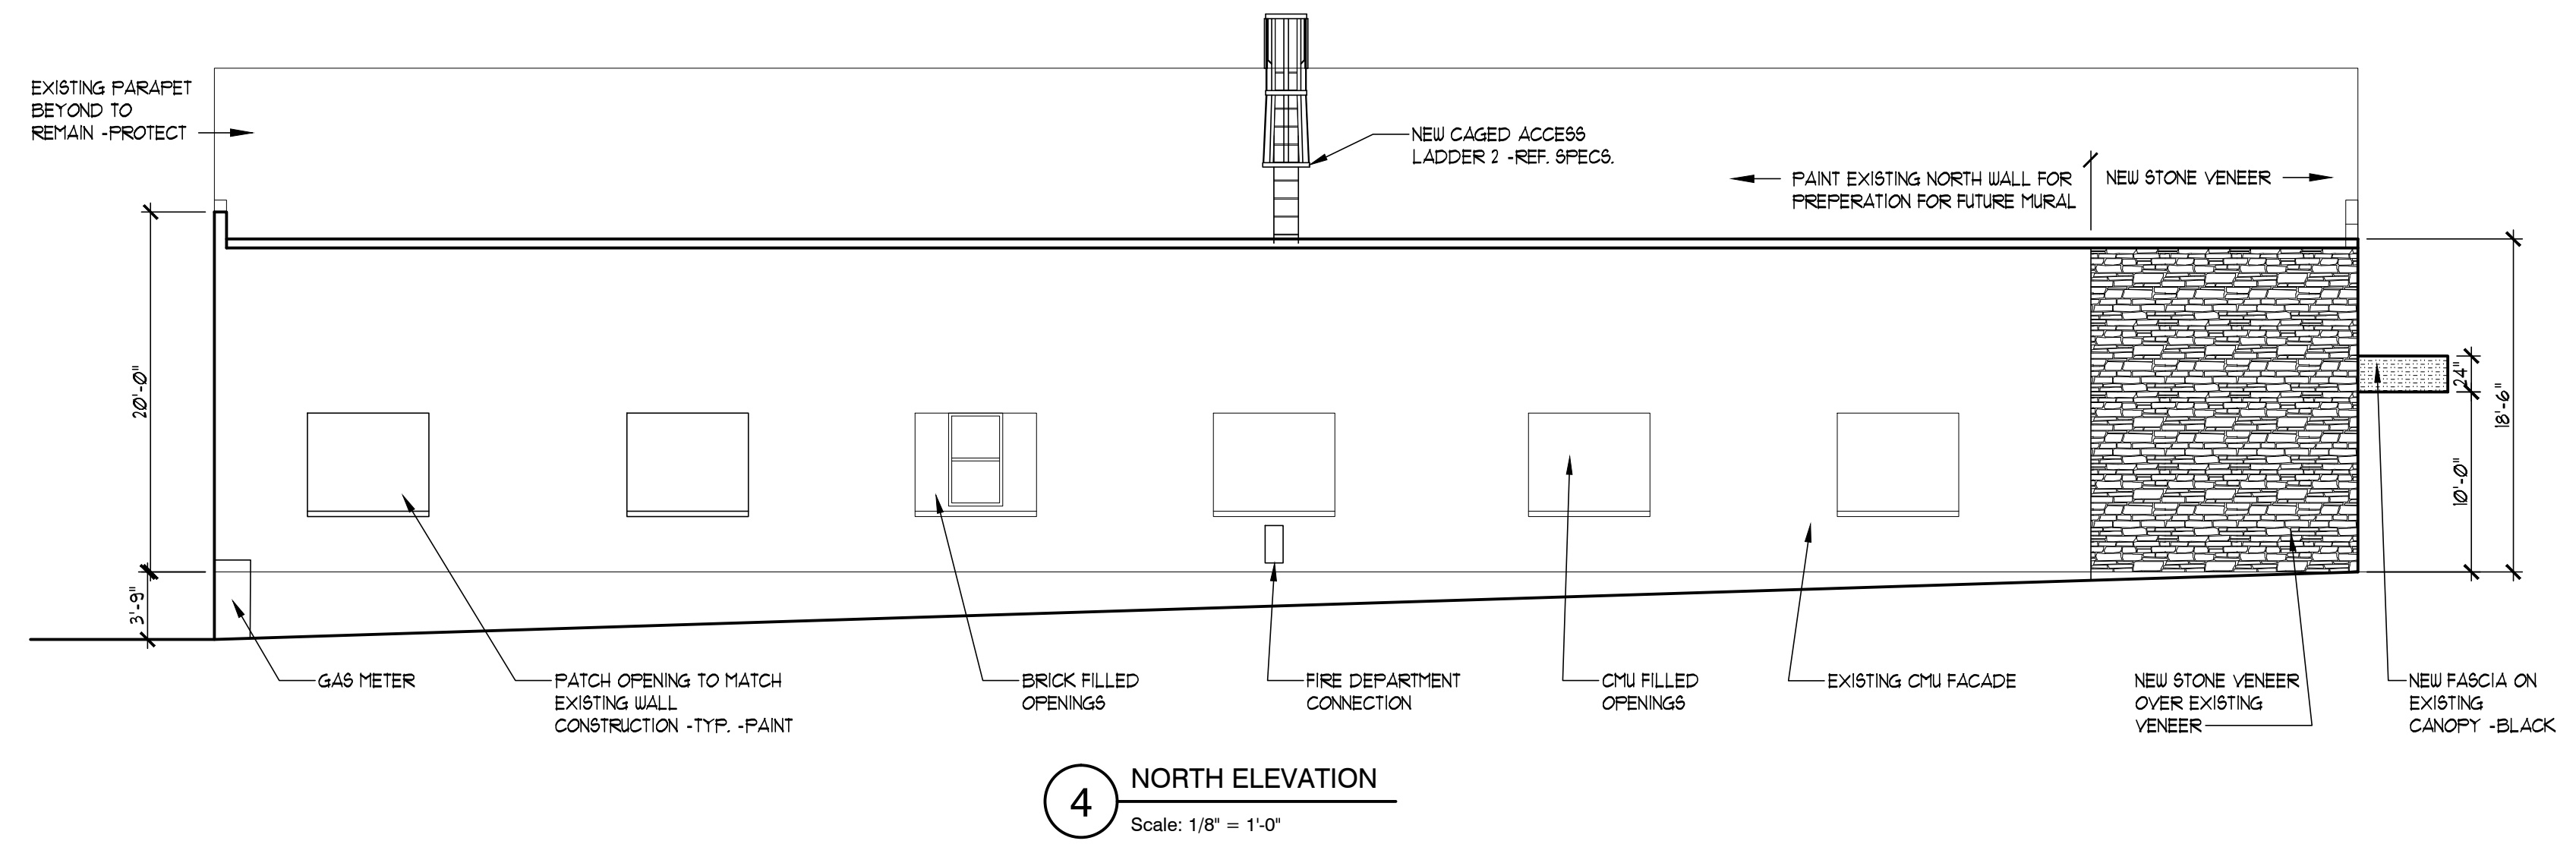 EXISTING PARAPET
BEYOND TO
REMAIN -PROTECT
NEW CAGED ACCESS
LADDER 2 -REF. SPECS.
PAINT EXISTING NORTH WALL FOR
PREPERATION FOR FUTURE MURAL
NEW STONE VENEER
20'-0"
3'-9"
24"
10'-0"
18'-6"
GAS METER
PATCH OPENING TO MATCH
EXISTING WALL
CONSTRUCTION -TYP. -PAINT
BRICK FILLED
OPENINGS
FIRE DEPARTMENT
CONNECTION
CMU FILLED
OPENINGS
EXISTING CMU FACADE
NEW STONE VENEER
OVER EXISTING
VENEER
NEW FASCIA ON
EXISTING
CANOPY -BLACK
4
NORTH ELEVATION
Scale: 1/8" = 1'-0"